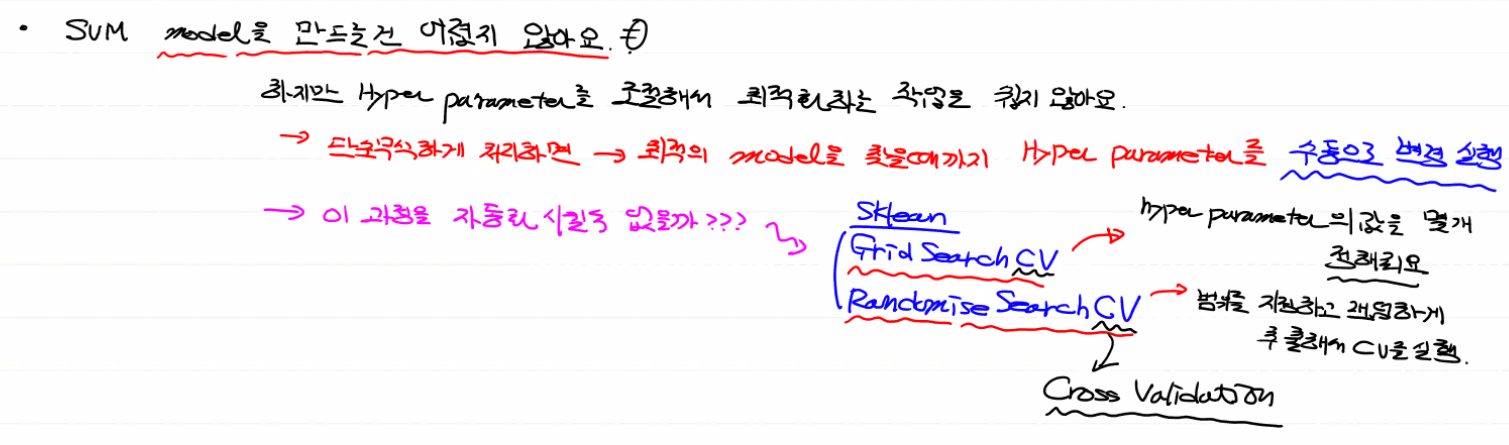 • SVM model을 만드는건 어렵지 않아요.
하지만 Hyper parameter를 조절해서 최적화하는 작업은 쉽지 않아요.
→ 단순무식하게 처리하면 → 최적의 model을 찾을때까지 Hyper parameter를 수동으로 변경 실행
→ 이 과정을 자동화 시킬수 없을까???
Sklearn
Grid Search CV → hyper parameter의 값을 몇개 정해줘요
Randomise Search CV → 범위를 지정하고 랜덤하게 추출해서 CV를 실행.
Cross Validation